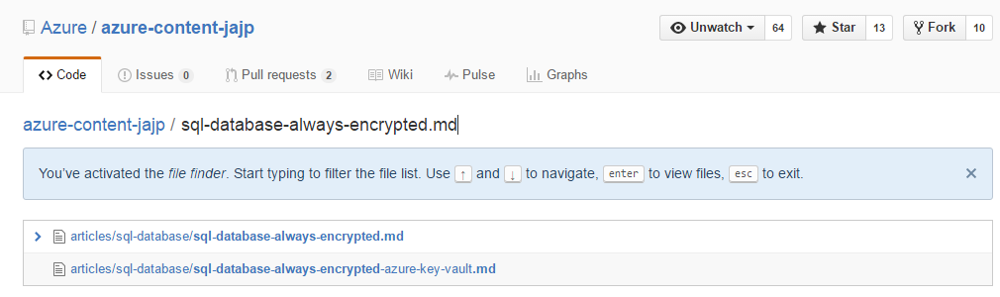 Azure / azure-content-jajp Unwatch 64 Star 13 Fork 10
Code Issues 0 Pull requests 2 Wiki Pulse Graphs
azure-content-jajp / sql-database-always-encrypted.md
You’ve activated the file finder. Start typing to filter the file list. Use ↑ and ↓ to navigate, enter to view files, esc to exit. ×
articles/sql-database/sql-database-always-encrypted.md
articles/sql-database/sql-database-always-encrypted-azure-key-vault.md